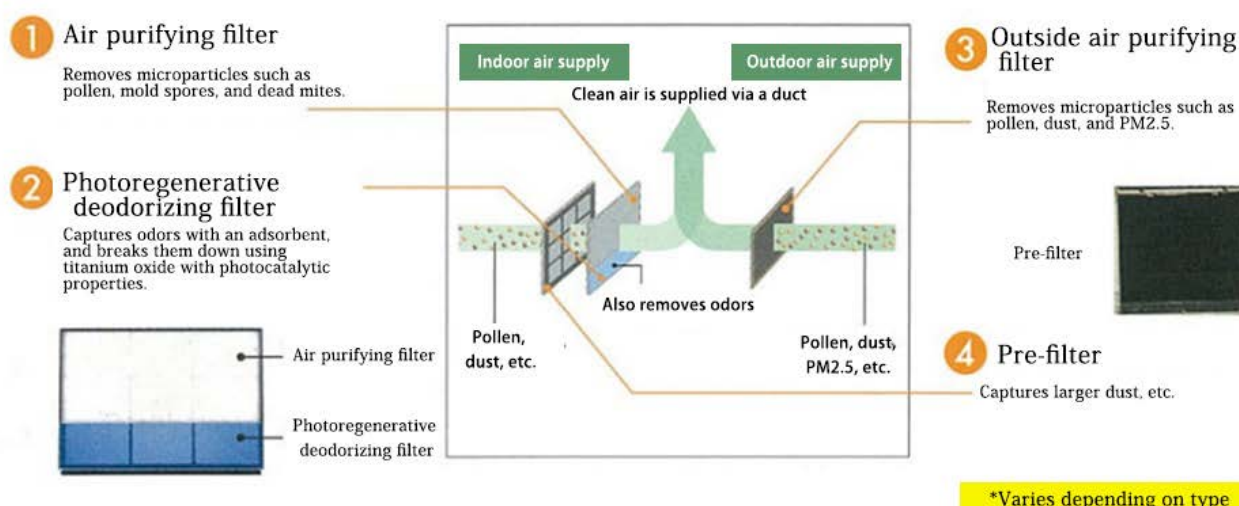 1 Air purifying filter
Removes microparticles such as
pollen, mold spores, and dead mites.
2 Photoregenerative
deodorizing filter
Captures odors with an adsorbent,
and breaks them down using
titanium oxide with photocatalytic
properties.
Air purifying filter
Photoregenerative
deodorizing filter
Indoor air supply
Outdoor air supply
Clean air is supplied via a duct
Also removes odors
Pollen,
dust, etc.
Pollen, dust,
PM2.5, etc.
3 Outside air purifying
filter
Removes microparticles such as
pollen, dust, and PM2.5.
Pre-filter
4 Pre-filter
Captures larger dust, etc.
*Varies depending on type